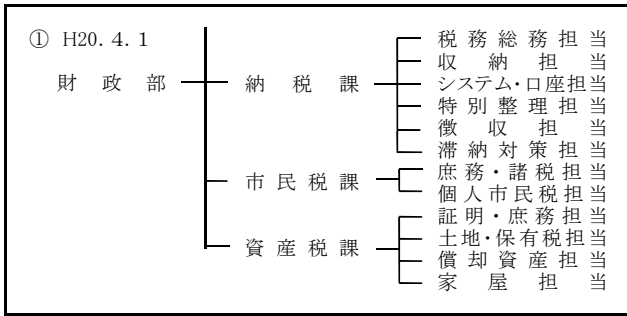 ① H20.4.1
財政部
納税課
税務総務担当
収納担当
システム・口座担当
特別整理担当
徴収担当
滞納対策担当
市民税課
庶務・諸税担当
個人市民税担当
資産税課
証明・庶務担当
土地・保有税担当
償却資産担当
家屋担当